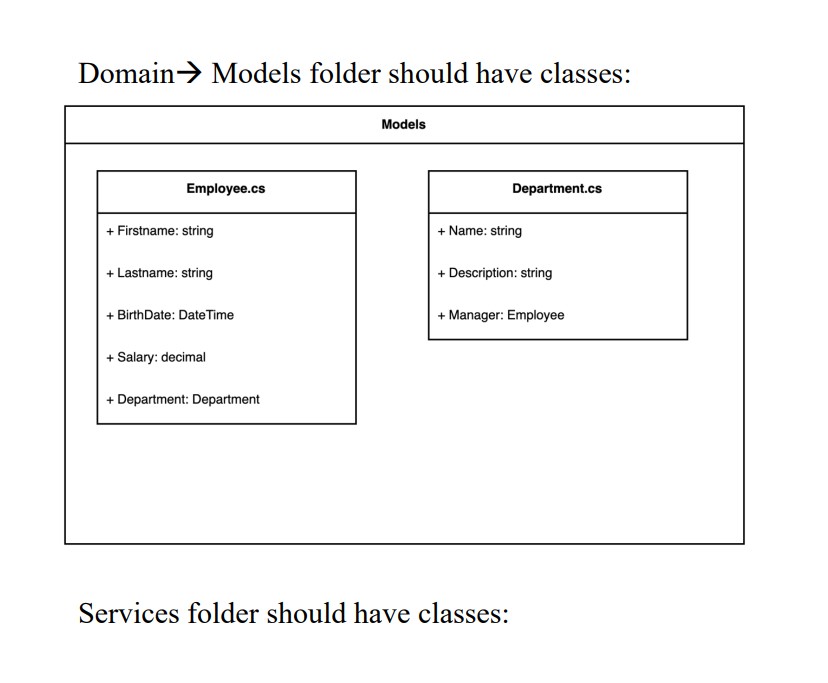 Domain→ Models folder should have classes:
Models
Employee.cs
+ Firstname: string
+ Lastname: string
+ BirthDate: DateTime
+ Salary: decimal
+ Department: Department
Department.cs
+ Name: string
+ Description: string
+ Manager: Employee
Services folder should have classes: